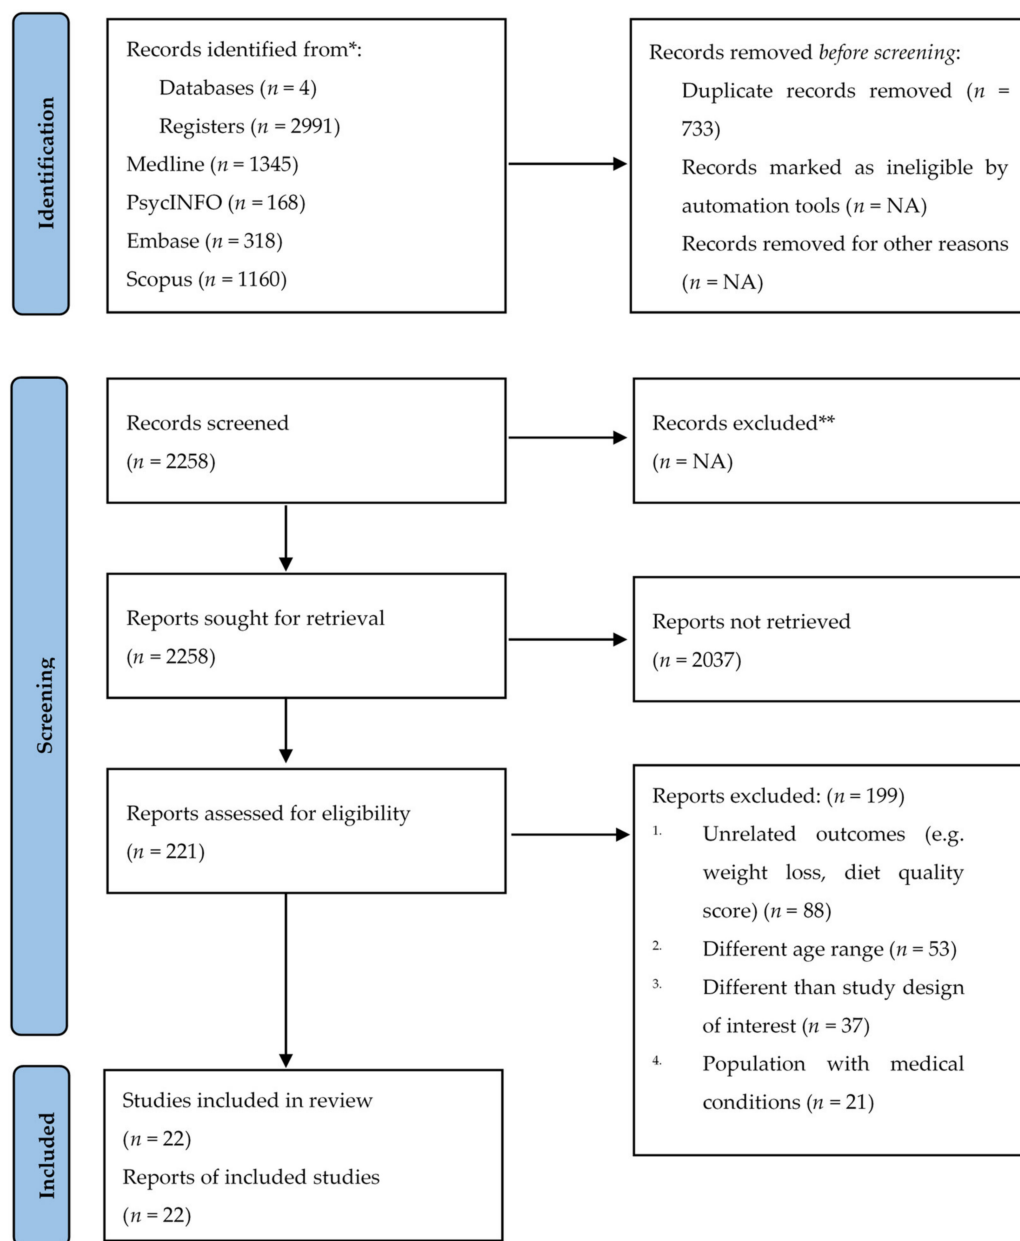 Identification
Records identified from*:
Databases (n = 4)
Registers (n = 2991)
Medline (n = 1345)
PsycINFO (n = 168)
Embase (n = 318)
Scopus (n = 1160)
Records removed before screening:
Duplicate records removed (n =
733)
Records marked as ineligible by
automation tools (n = NA)
Records removed for other reasons
(n = NA)
Screening
Records screened
(n = 2258)
Records excluded**
(n = NA)
Reports sought for retrieval
(n = 2258)
Reports not retrieved
(n = 2037)
Reports assessed for eligibility
(n = 221)
Reports excluded: (n = 199)
1. Unrelated outcomes (e.g.
weight loss, diet quality
score) (n = 88)
2. Different age range (n = 53)
3. Different than study design
of interest (n = 37)
4. Population with medical
conditions (n = 21)
Included
Studies included in review
(n = 22)
Reports of included studies
(n = 22)